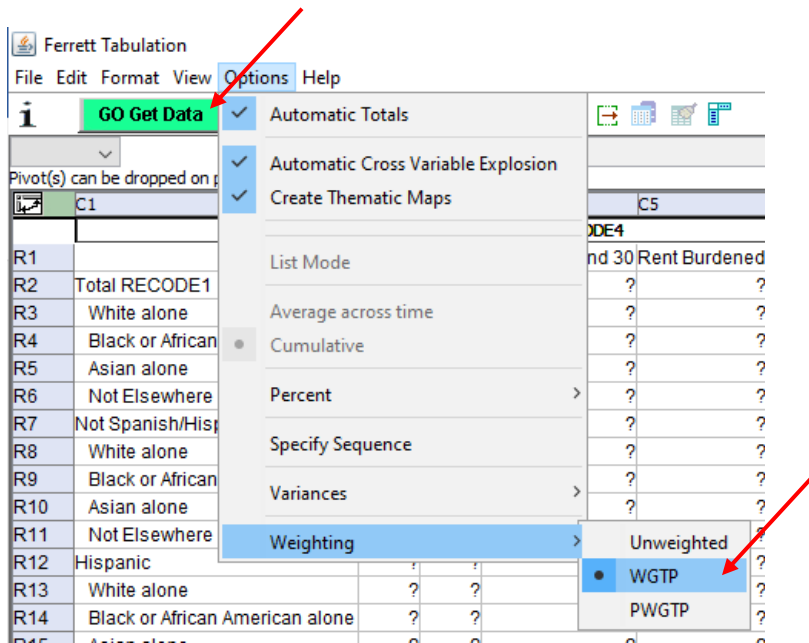 Ferrett Tabulation
File Edit Format View Options Help
i GO Get Data
Automatic Totals
Automatic Cross Variable Explosion
Create Thematic Maps
List Mode
Average across time
Cumulative
Percent
Specify Sequence
Variances
Weighting
Unweighted
WGTP
PWGTP
Pivot(s) can be dropped on
C1 C5
DE4
R1 nd 30 Rent Burdened
R2 Total RECODE1 ? ?
R3 White alone ? ?
R4 Black or African ? ?
R5 Asian alone ? ?
R6 Not Elsewhere ? ?
R7 Not Spanish/Hisp ? ?
R8 White alone ? ?
R9 Black or African ? ?
R10 Asian alone ? ?
R11 Not Elsewhere ?
R12 Hispanic ? ? ?
R13 White alone ? ? ?
R14 Black or African American alone ? ? ?
R15 Asian alone